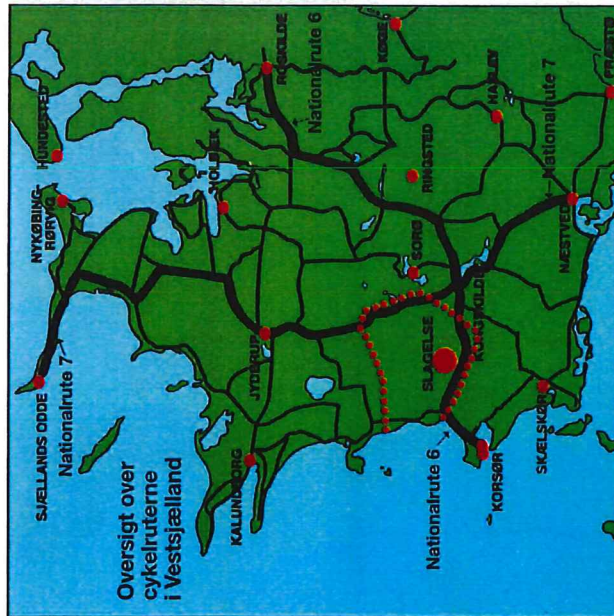 Oversigt over
cykelruterne
i Vestsjælland
SJÆLLANDS ODDE
Nationalrute 7
NYKØBING-
RØRVIG
HUNDESTED
HOLBÆK
KALUNDBORG
JYDERUP
ROSKILDE
Nationalrute 6
KØGE
RINGSTED
SORØ
HASLEV
SLAGELSE
Nationalrute 6
KORSØR
SKÆLSKØR
NÆSTVED
Nationalrute 7